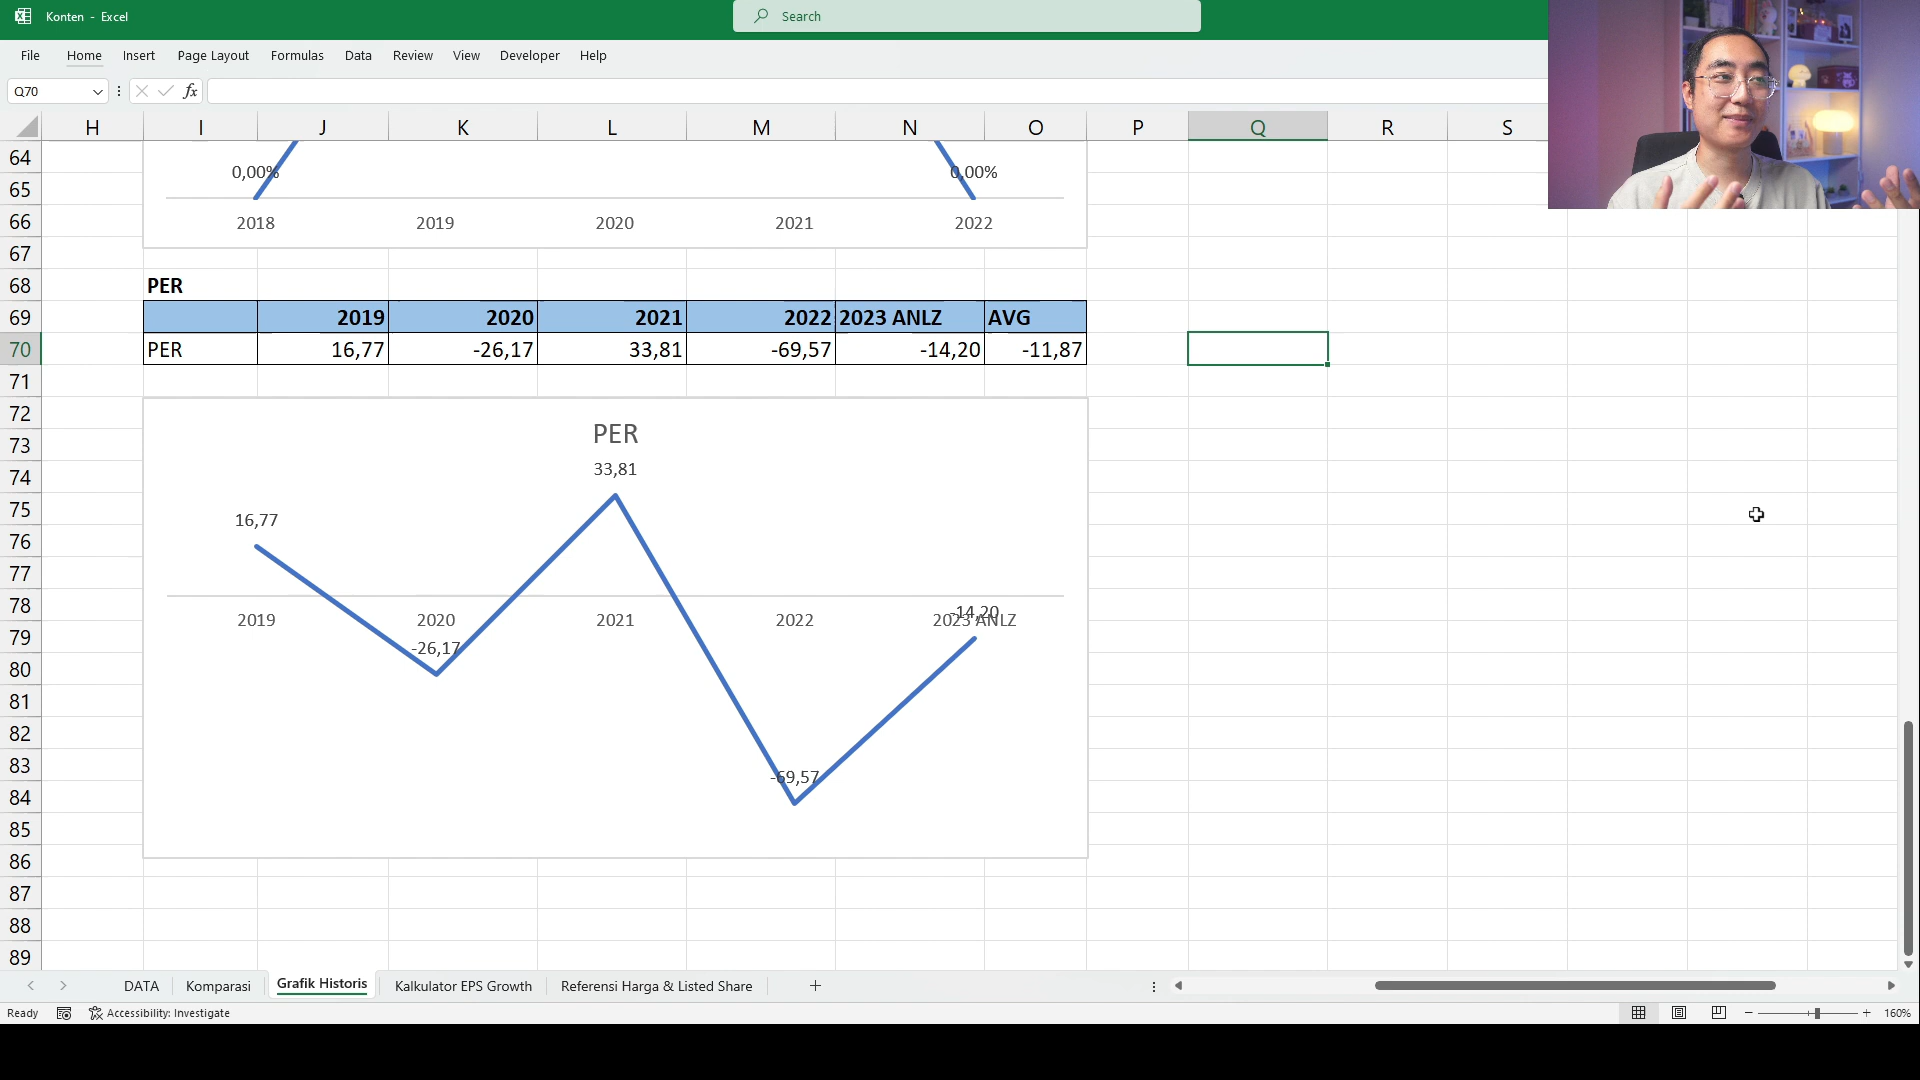 Konten - Excel
Search
File Home Insert Page Layout Formulas Data Review View Developer Help
Q70
fx
H I J K L M N O P Q R S
64
0,00% 0,00%
65
2018 2019 2020 2021 2022
66
67
68 PER
69 2019 2020 2021 2022 2023 ANLZ AVG
70 PER 16,77 -26,17 33,81 -69,57 -14,20 -11,87
71
72
PER
73
33,81
74
75
16,77
76
77
78
-14,20
2019 2020 2021 2022 2023 ANLZ
79
-26,17
80
81
82
83
-69,57
84
85
86
87
88
89
DATA Komparasi Grafik Historis Kalkulator EPS Growth Referensi Harga & Listed Share
Ready Accessibility: Investigate 160%